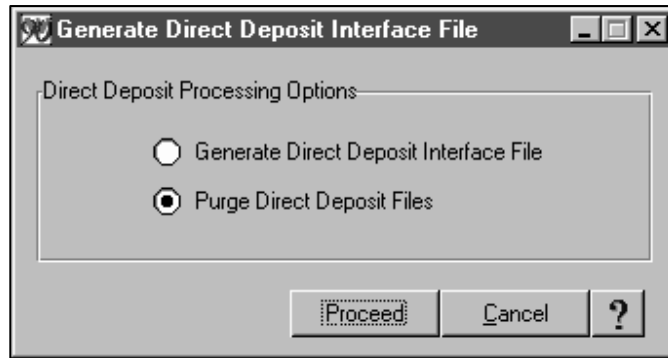 Generate Direct Deposit Interface File
Direct Deposit Processing Options
Generate Direct Deposit Interface File
Purge Direct Deposit Files
Proceed Cancel ?